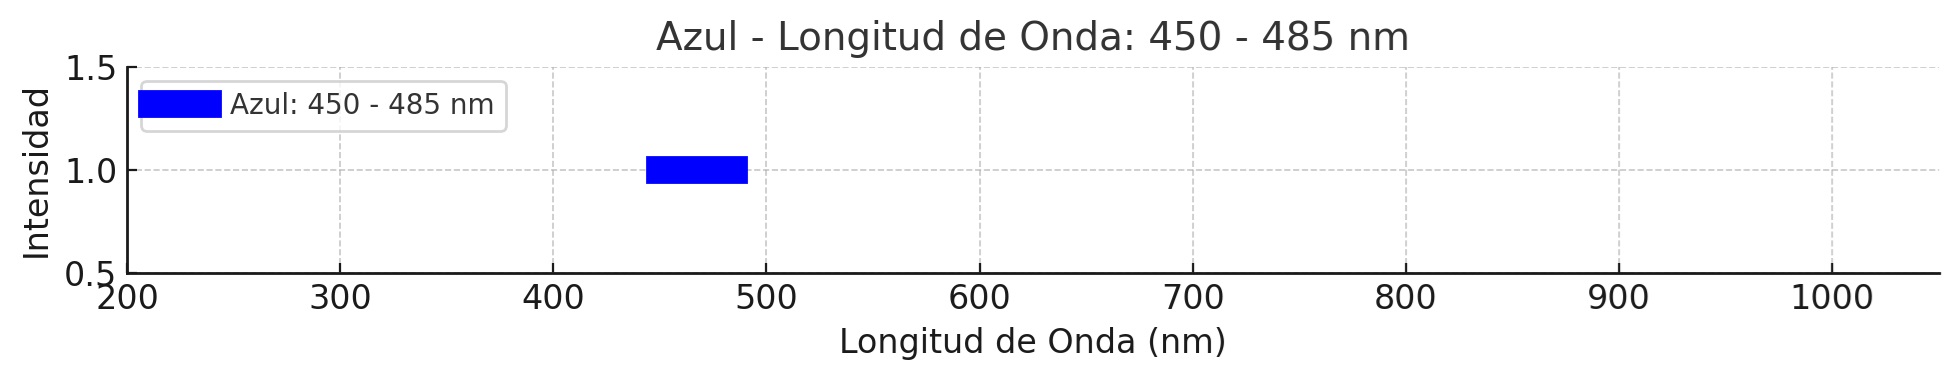 Azul - Longitud de Onda: 450 - 485 nm
1.5
Azul: 450 - 485 nm
Intensidad
1.0
0.5
200 300 400 500 600 700 800 900 1000
Longitud de Onda (nm)